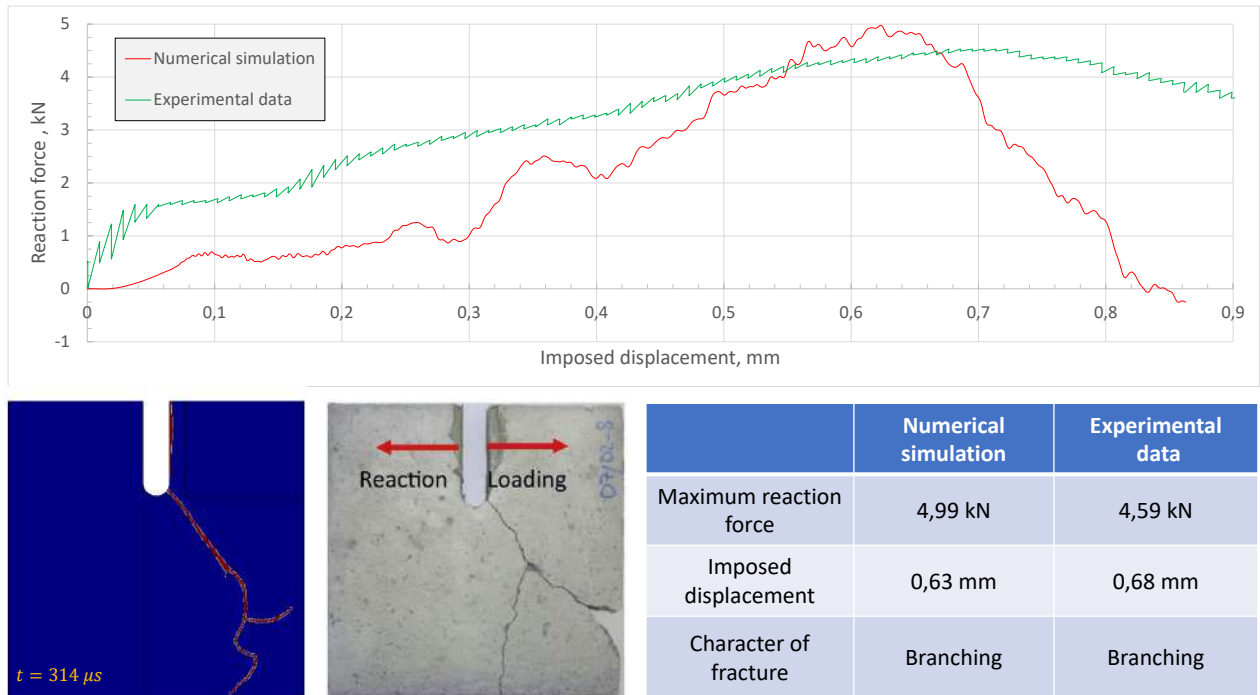 5
4
3
2
1
0
-1
Reaction force , kN
Numerical simulation
Experimental data
0 0,1 0,2 0,3 0,4 0,5 0,6 0,7 0,8 0,9
Imposed displacement, mm
t = 314 μs
Reaction Loading
07/02-8
Numerical simulation
Experimental data
Maximum reaction force
4,99 kN
4,59 kN
Imposed displacement
0,63 mm
0,68 mm
Character of fracture
Branching
Branching